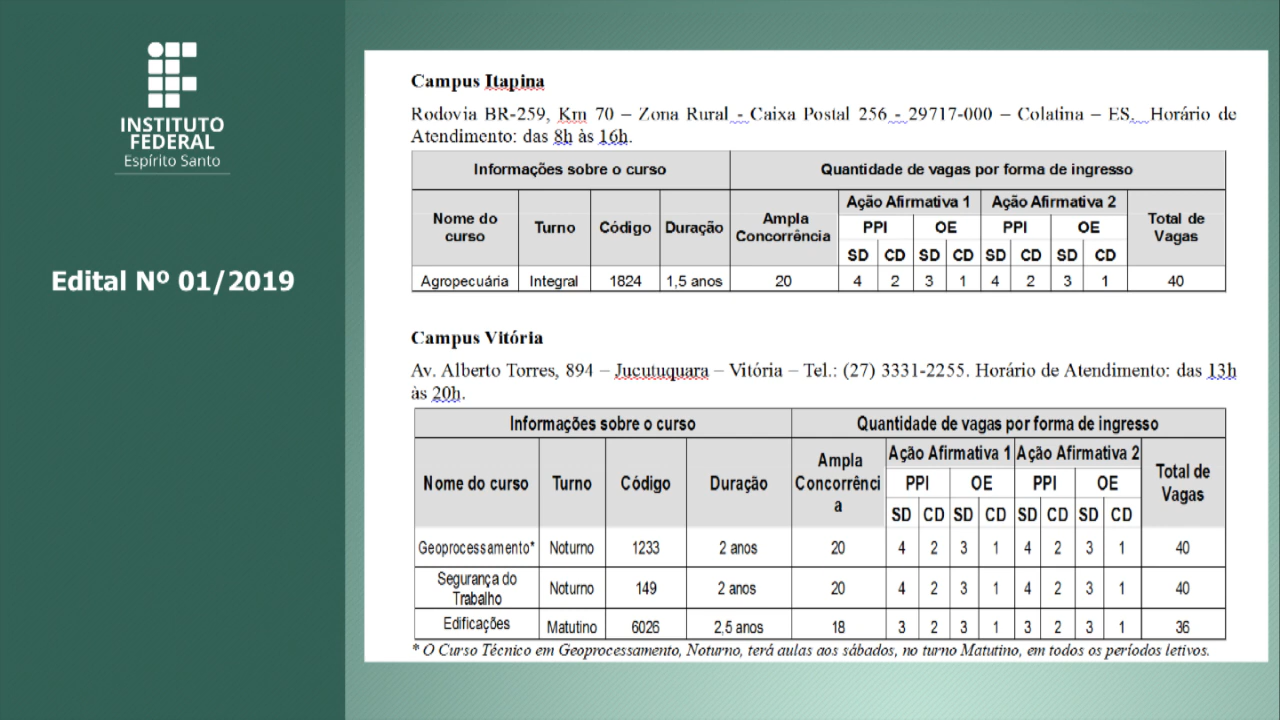 INSTITUTO
FEDERAL
Espírito Santo
Edital Nº 01/2019
Campus Itapina
Rodovia BR-259, Km 70 – Zona Rural - Caixa Postal 256 - 29717-000 – Colatina – ES. Horário de
Atendimento: das 8h às 16h.
Informações sobre o curso Quantidade de vagas por forma de ingresso
Nome do curso Turno Código Duração Ampla Concorrência Ação Afirmativa 1 Ação Afirmativa 2 Total de Vagas
PPI OE PPI OE
SD CD SD CD SD CD SD CD
Agropecuária Integral 1824 1,5 anos 20 4 2 3 1 4 2 3 1 40
Campus Vitória
Av. Alberto Torres, 894 – Jucutuquara – Vitória – Tel.: (27) 3331-2255. Horário de Atendimento: das 13h
às 20h.
Informações sobre o curso Quantidade de vagas por forma de ingresso
Nome do curso Turno Código Duração Ampla Concorrência Ação Afirmativa 1 Ação Afirmativa 2 Total de Vagas
PPI OE PPI OE
SD CD SD CD SD CD SD CD
Geoprocessamento* Noturno 1233 2 anos 20 4 2 3 1 4 2 3 1 40
Segurança do Trabalho Noturno 149 2 anos 20 4 2 3 1 4 2 3 1 40
Edificações Matutino 6026 2,5 anos 18 3 2 3 1 3 2 3 1 36
* O Curso Técnico em Geoprocessamento, Noturno, terá aulas aos sábados, no turno Matutino, em todos os períodos letivos.